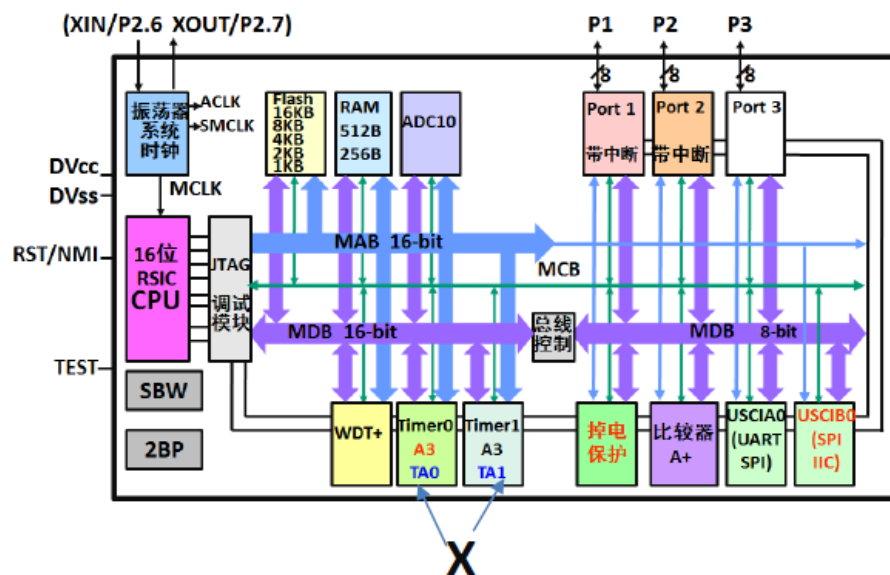 (XIN/P2.6 XOUT/P2.7)
P1 P2 P3
8 8 8
振荡器
系统
时钟
ACLK
SMCLK
Flash
16KB
8KB
4KB
2KB
1KB
RAM
512B
256B
ADC10
Port 1
带中断
Port 2
带中断
Port 3
DVcc
DVss
MCLK
RST/NMI
16位
RSIC
CPU
JTAG
调试
模块
MAB 16-bit
MCB
MDB 16-bit
总线
控制
MDB 8-bit
TEST
SBW
2BP
WDT+
Timer0
A3
TA0
Timer1
A3
TA1
掉电
保护
比较器
A+
USCIA0
(UART
SPI)
USCIB0
(SPI
IIC)
X